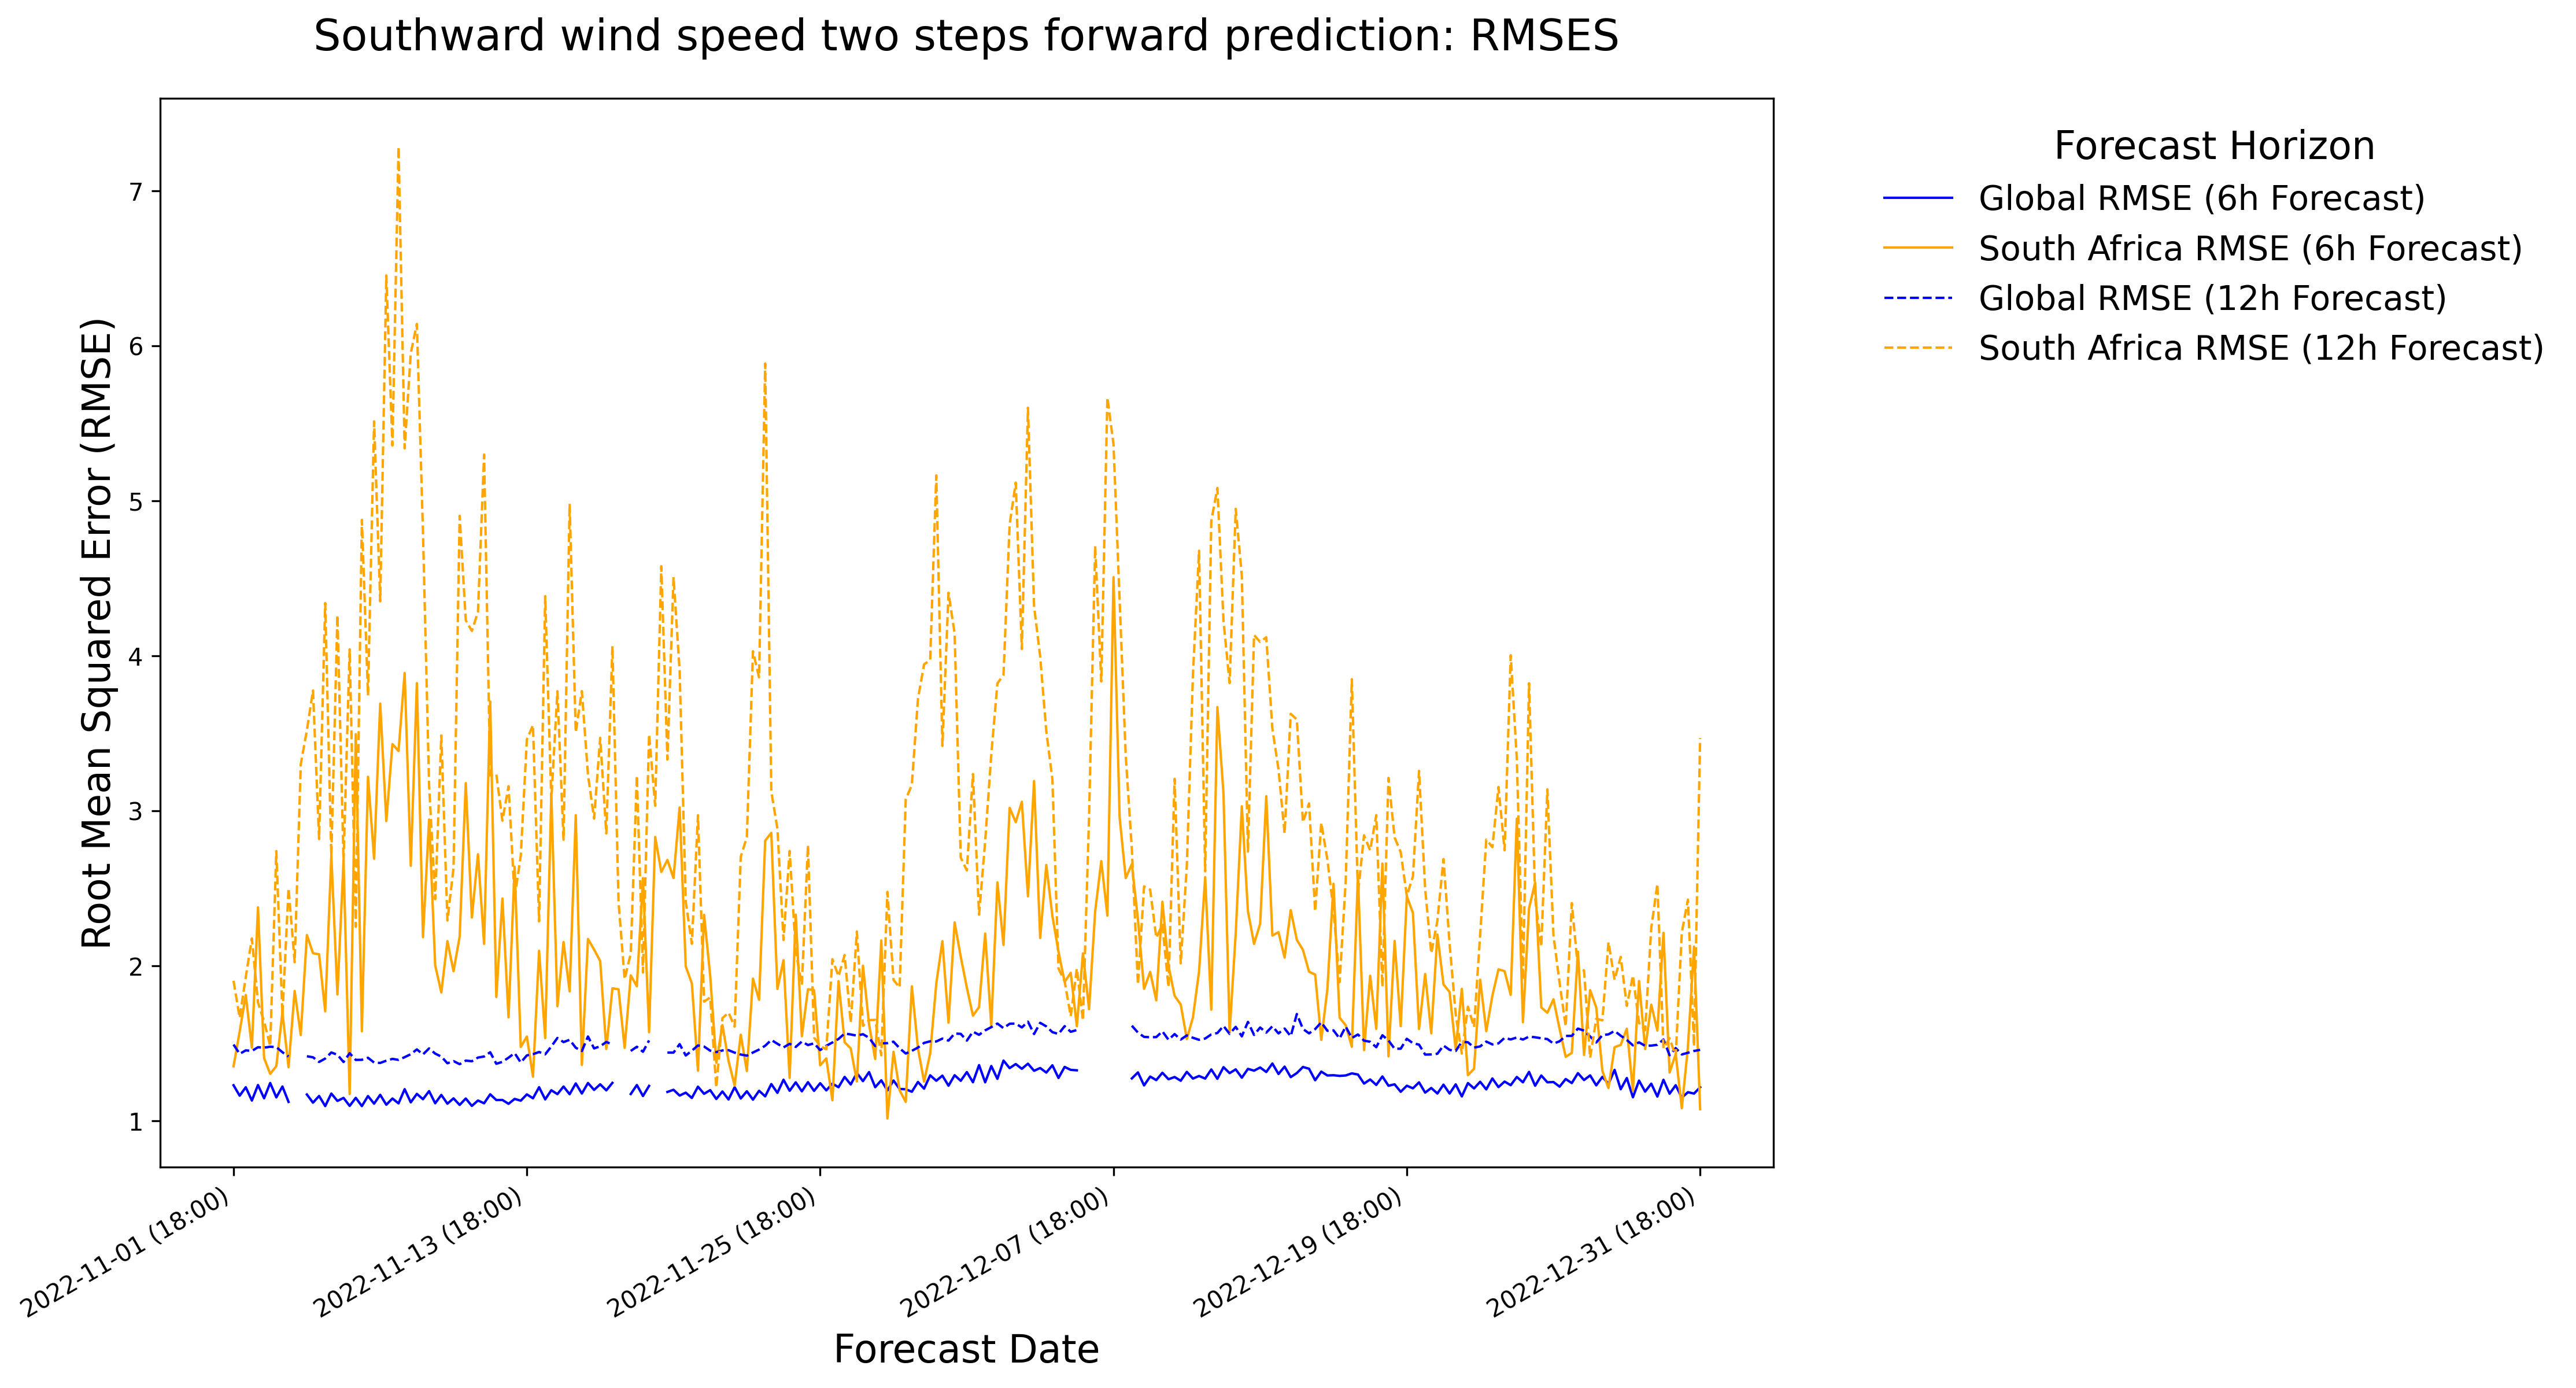 Southward wind speed two steps forward prediction: RMSES
Forecast Horizon
Global RMSE (6h Forecast)
South Africa RMSE (6h Forecast)
Global RMSE (12h Forecast)
South Africa RMSE (12h Forecast)
Root Mean Squared Error (RMSE)
7
6
5
4
3
2
1
2022-11-01 (18:00)
2022-11-13 (18:00)
2022-11-25 (18:00)
2022-12-07 (18:00)
2022-12-19 (18:00)
2022-12-31 (18:00)
Forecast Date